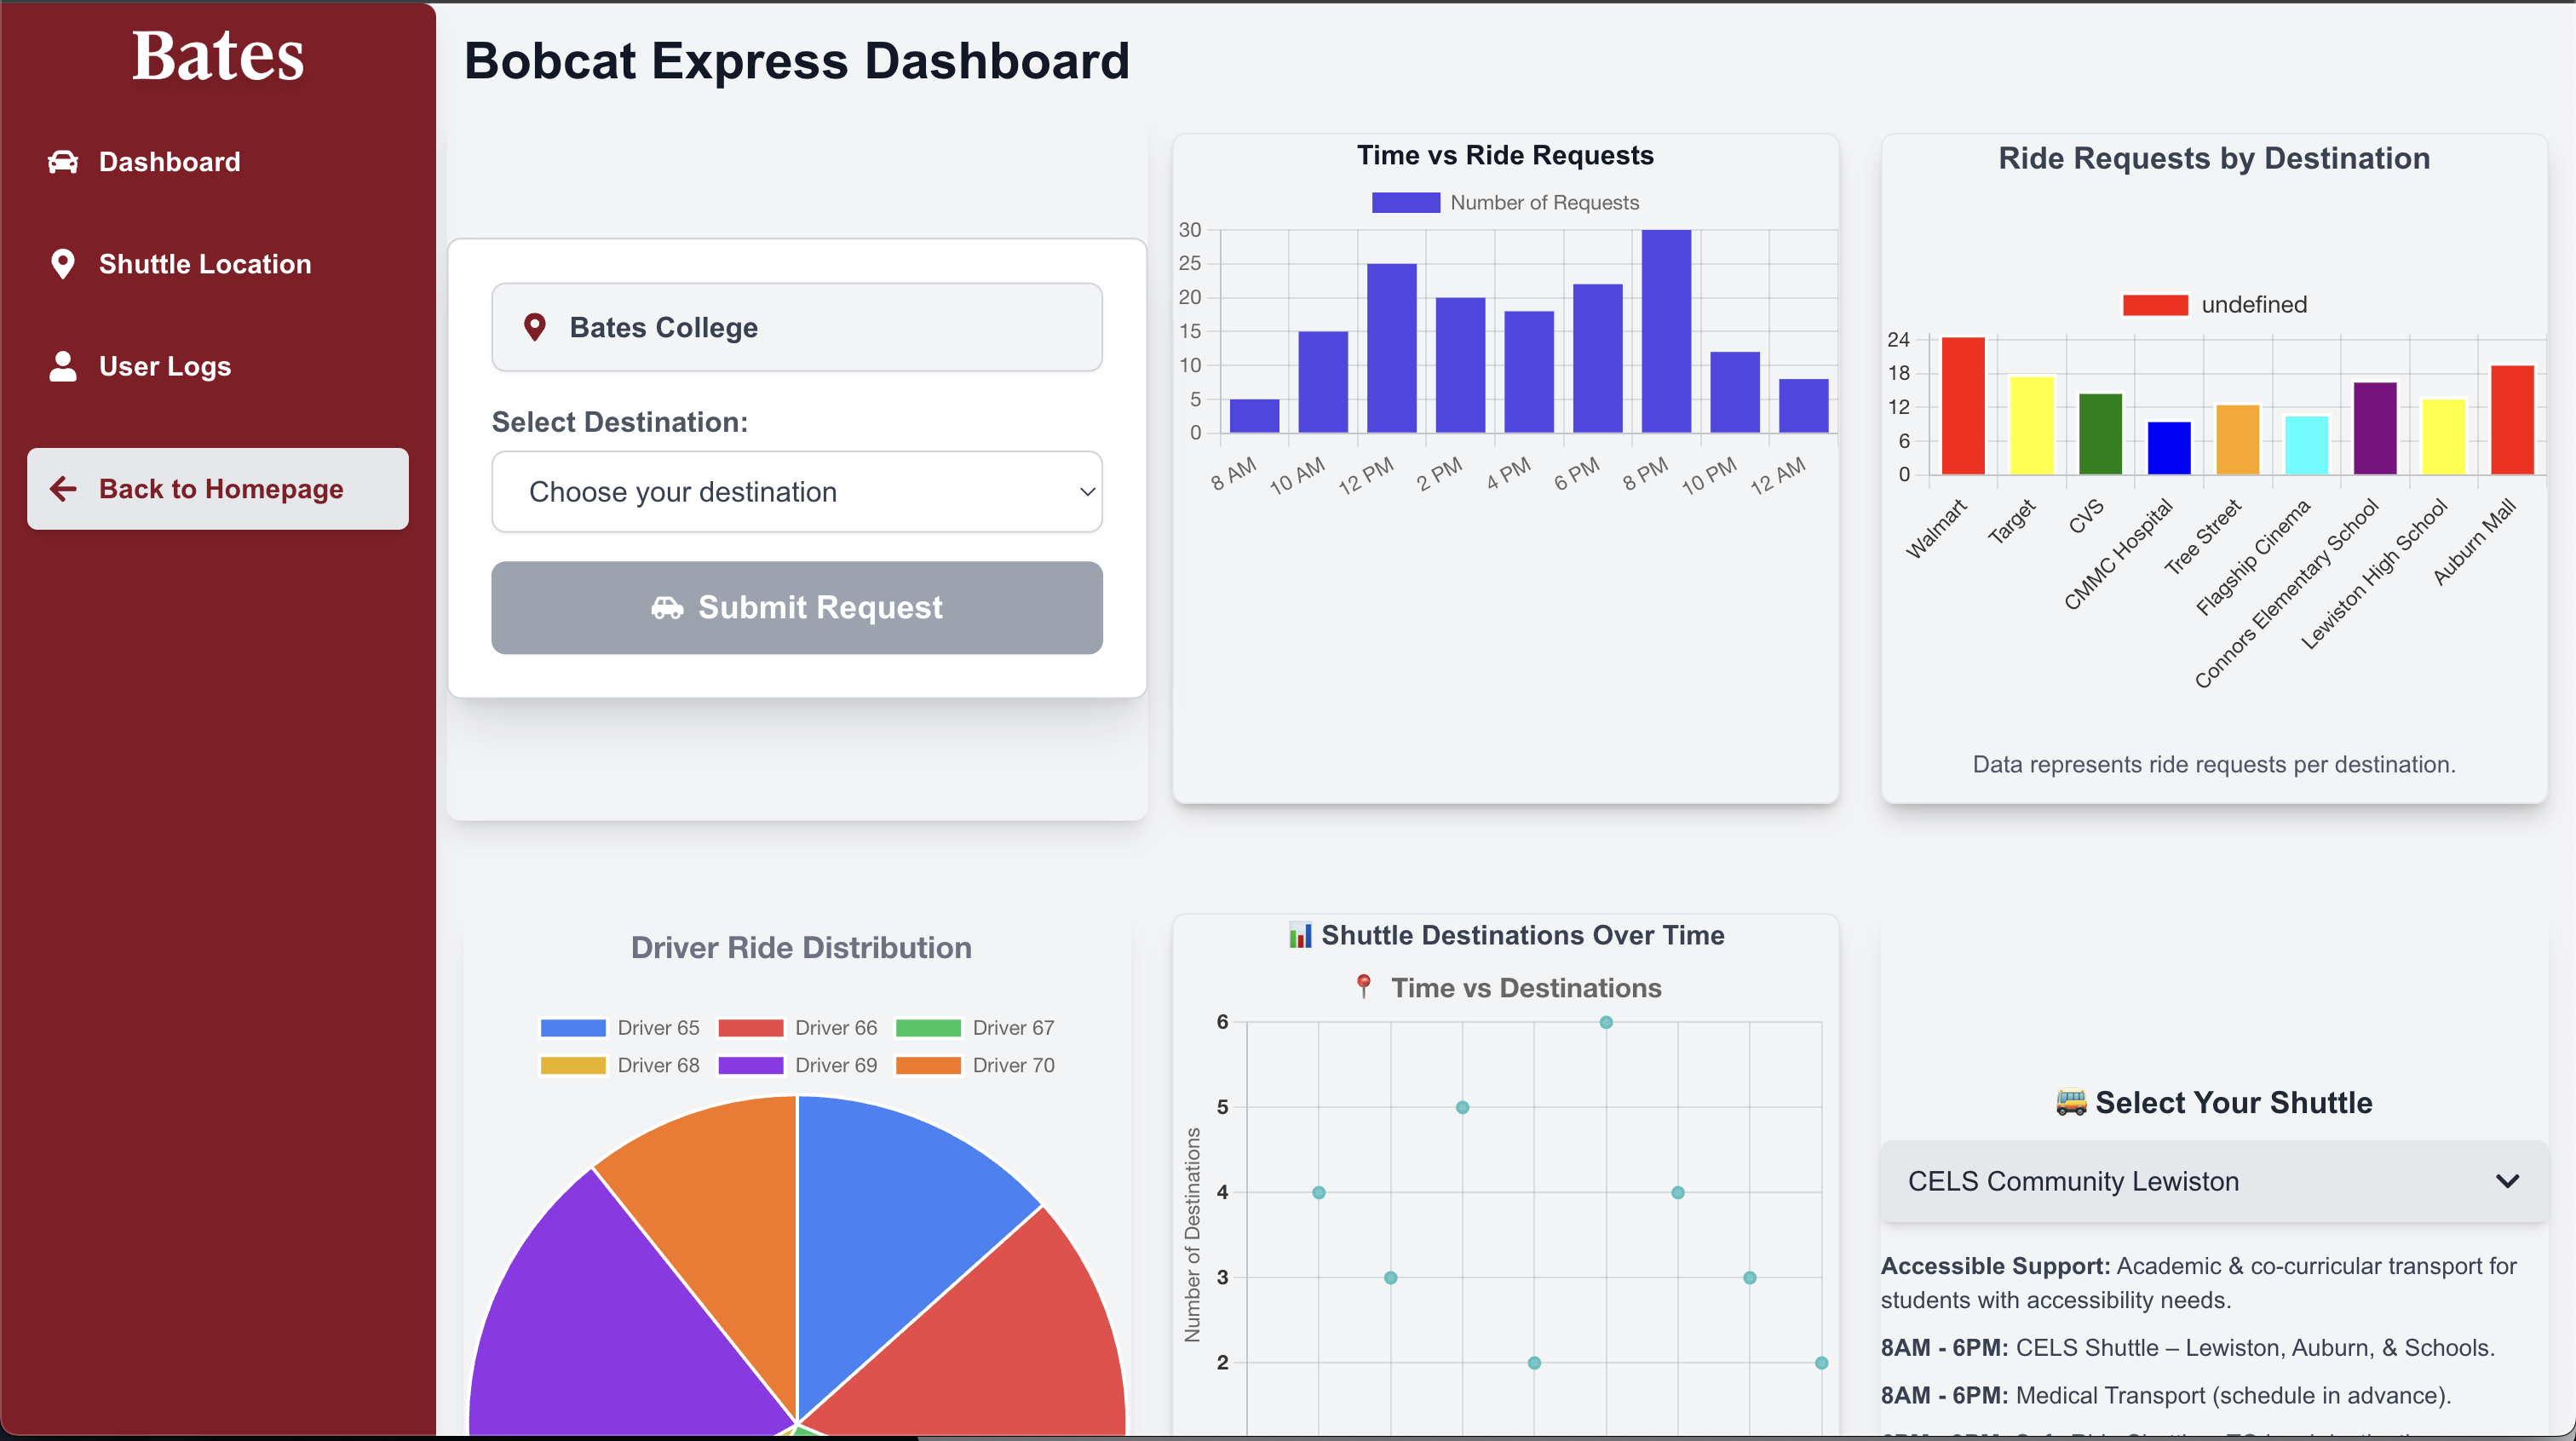 Bates
Dashboard
Shuttle Location
User Logs
Back to Homepage
Bobcat Express Dashboard
Bates College
Select Destination:
Choose your destination
Submit Request
Time vs Ride Requests
Number of Requests
30
25
20
15
10
5
0
8 AM
10 AM
12 PM
2 PM
4 PM
6 PM
8 PM
10 PM
12 AM
Ride Requests by Destination
undefined
24
18
12
6
0
Walmart
Target
CVS
CMMC Hospital
Tree Street
Flagship Cinema
Connors Elementary School
Lewiston High School
Auburn Mall
Data represents ride requests per destination.
Driver Ride Distribution
Driver 65
Driver 66
Driver 67
Driver 68
Driver 69
Driver 70
Shuttle Destinations Over Time
Time vs Destinations
Number of Destinations
6
5
4
3
2
Select Your Shuttle
CELS Community Lewiston
Accessible Support: Academic & co-curricular transport for
students with accessibility needs.
8AM - 6PM: CELS Shuttle – Lewiston, Auburn, & Schools.
8AM - 6PM: Medical Transport (schedule in advance).